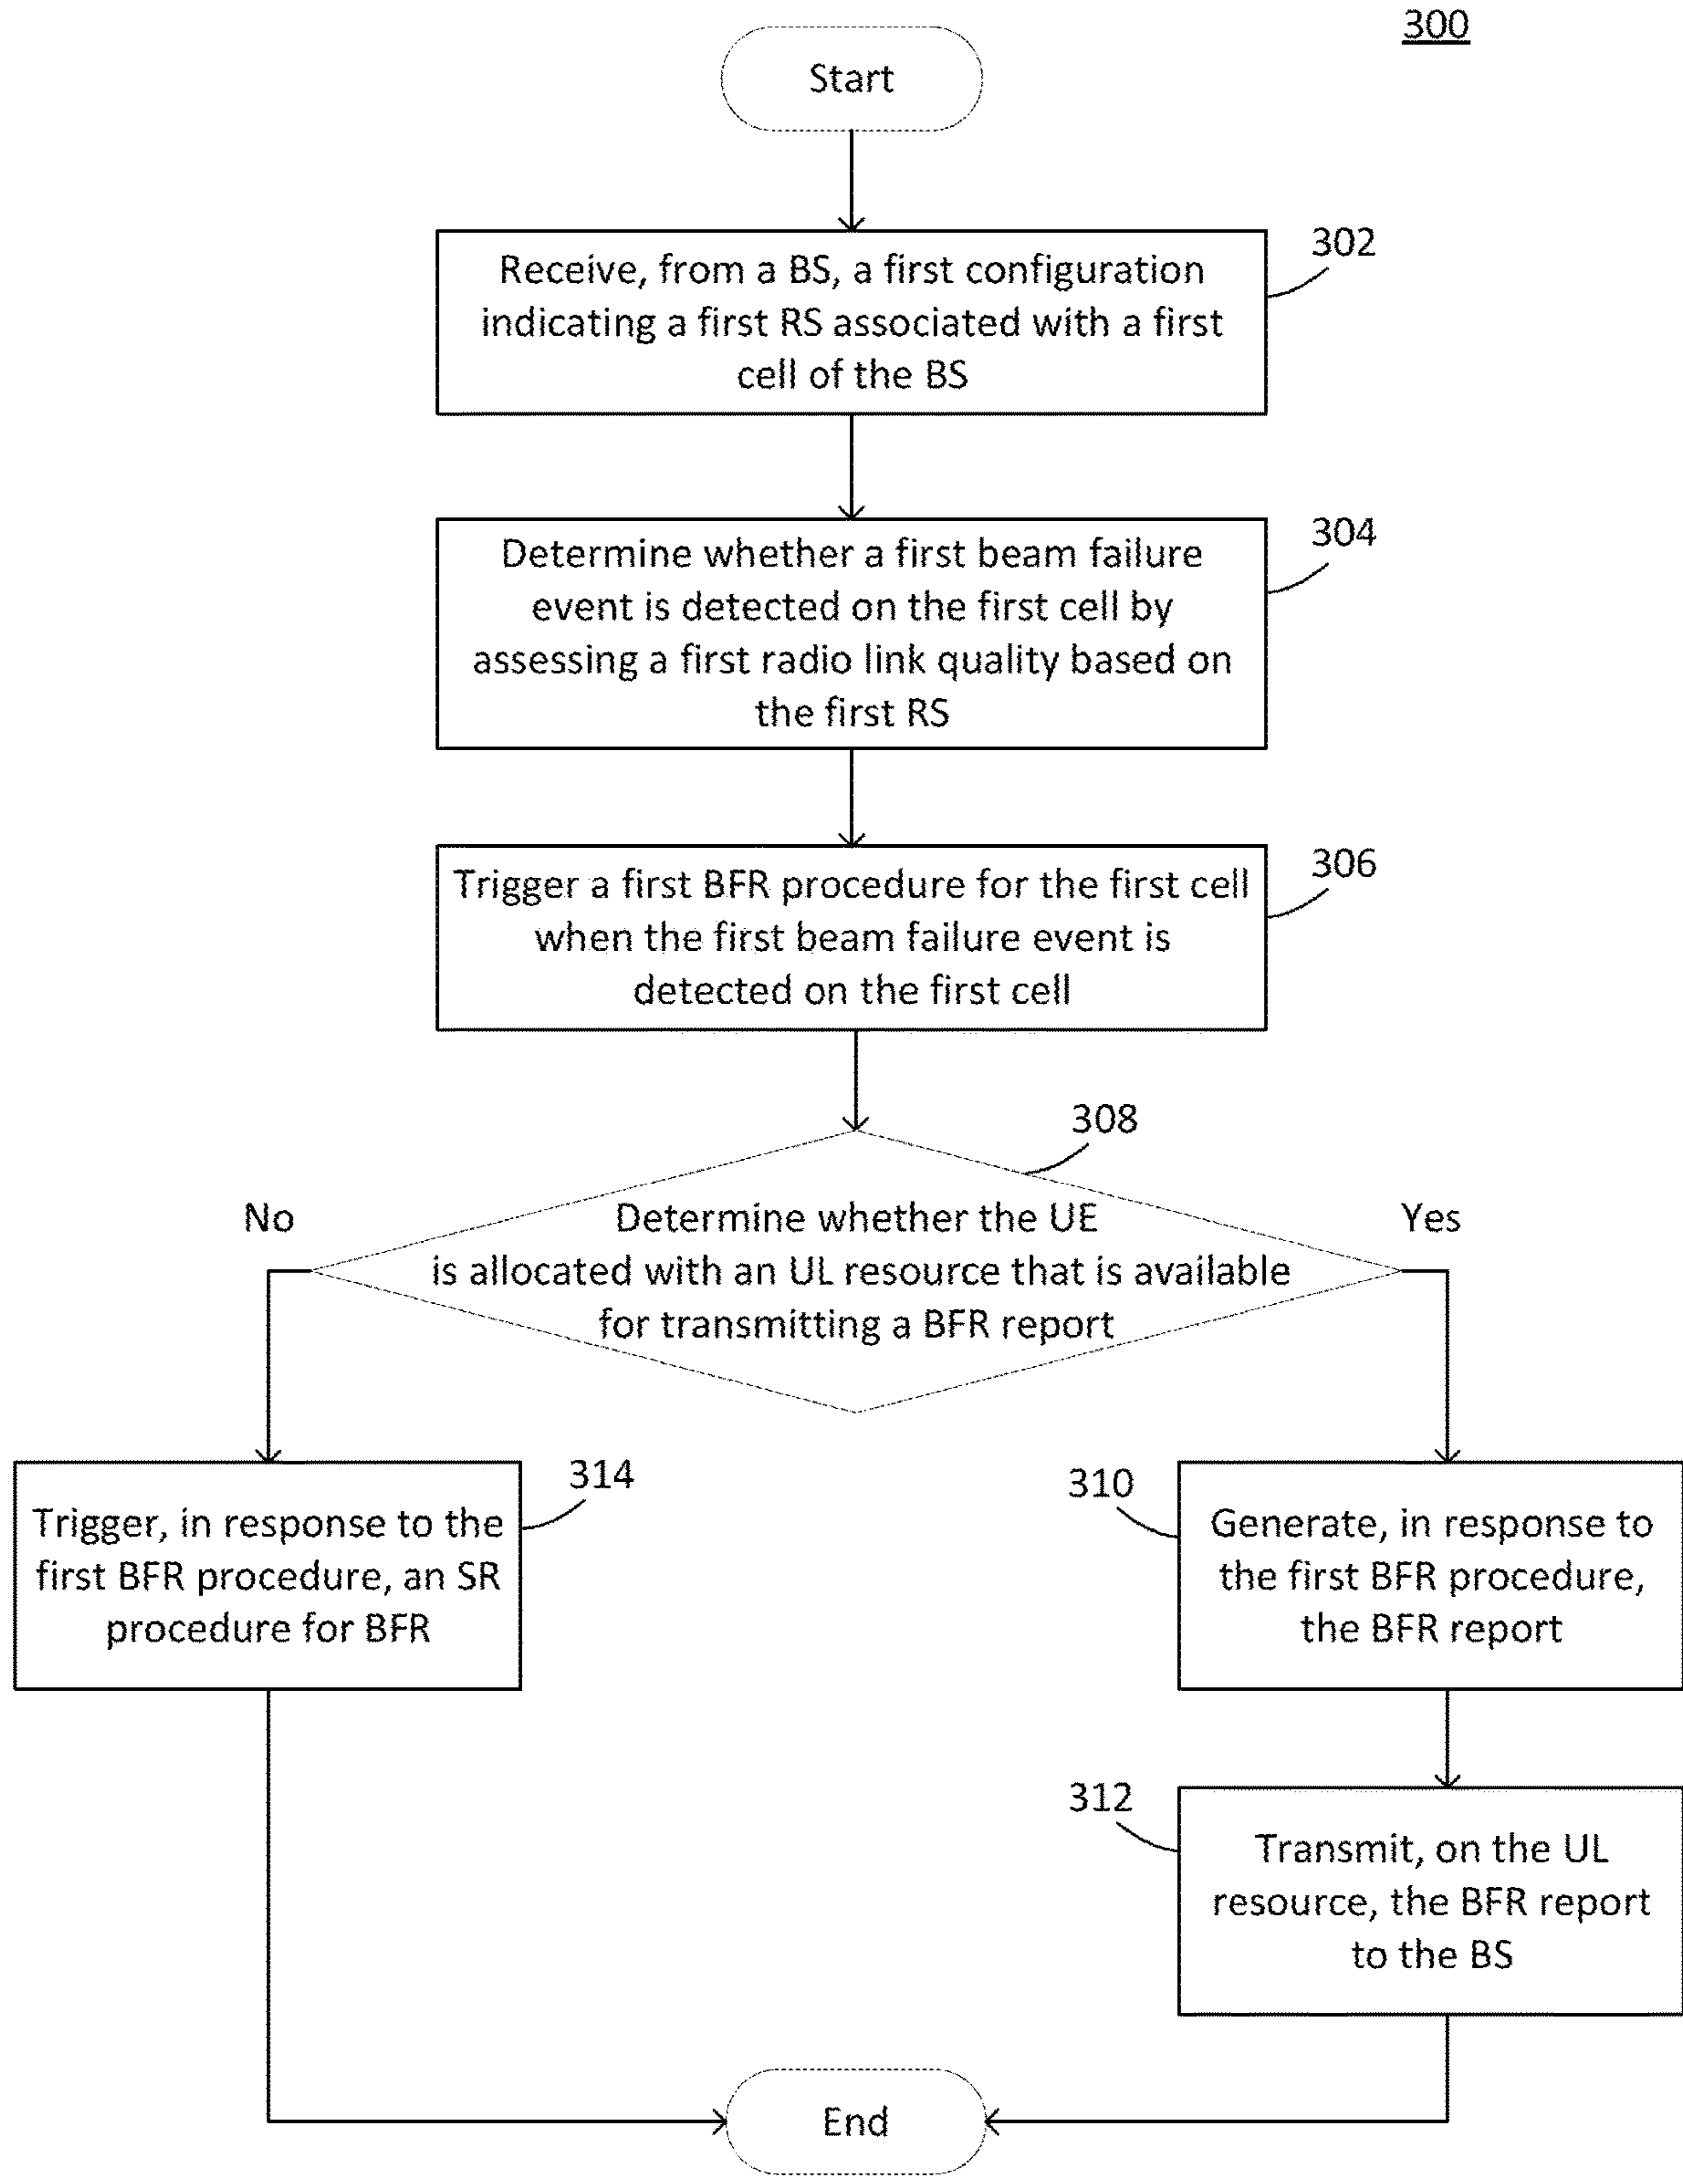 300
Start
302
Receive, from a BS, a first configuration
indicating a first RS associated with a first
cell of the BS
304
Determine whether a first beam failure
event is detected on the first cell by
assessing a first radio link quality based on
the first RS
306
Trigger a first BFR procedure for the first cell
when the first beam failure event is
detected on the first cell
308
No
Yes
Determine whether the UE
is allocated with an UL resource that is available
for transmitting a BFR report
314
Trigger, in response to the
first BFR procedure, an SR
procedure for BFR
310
Generate, in response to
the first BFR procedure,
the BFR report
312
Transmit, on the UL
resource, the BFR report
to the BS
End